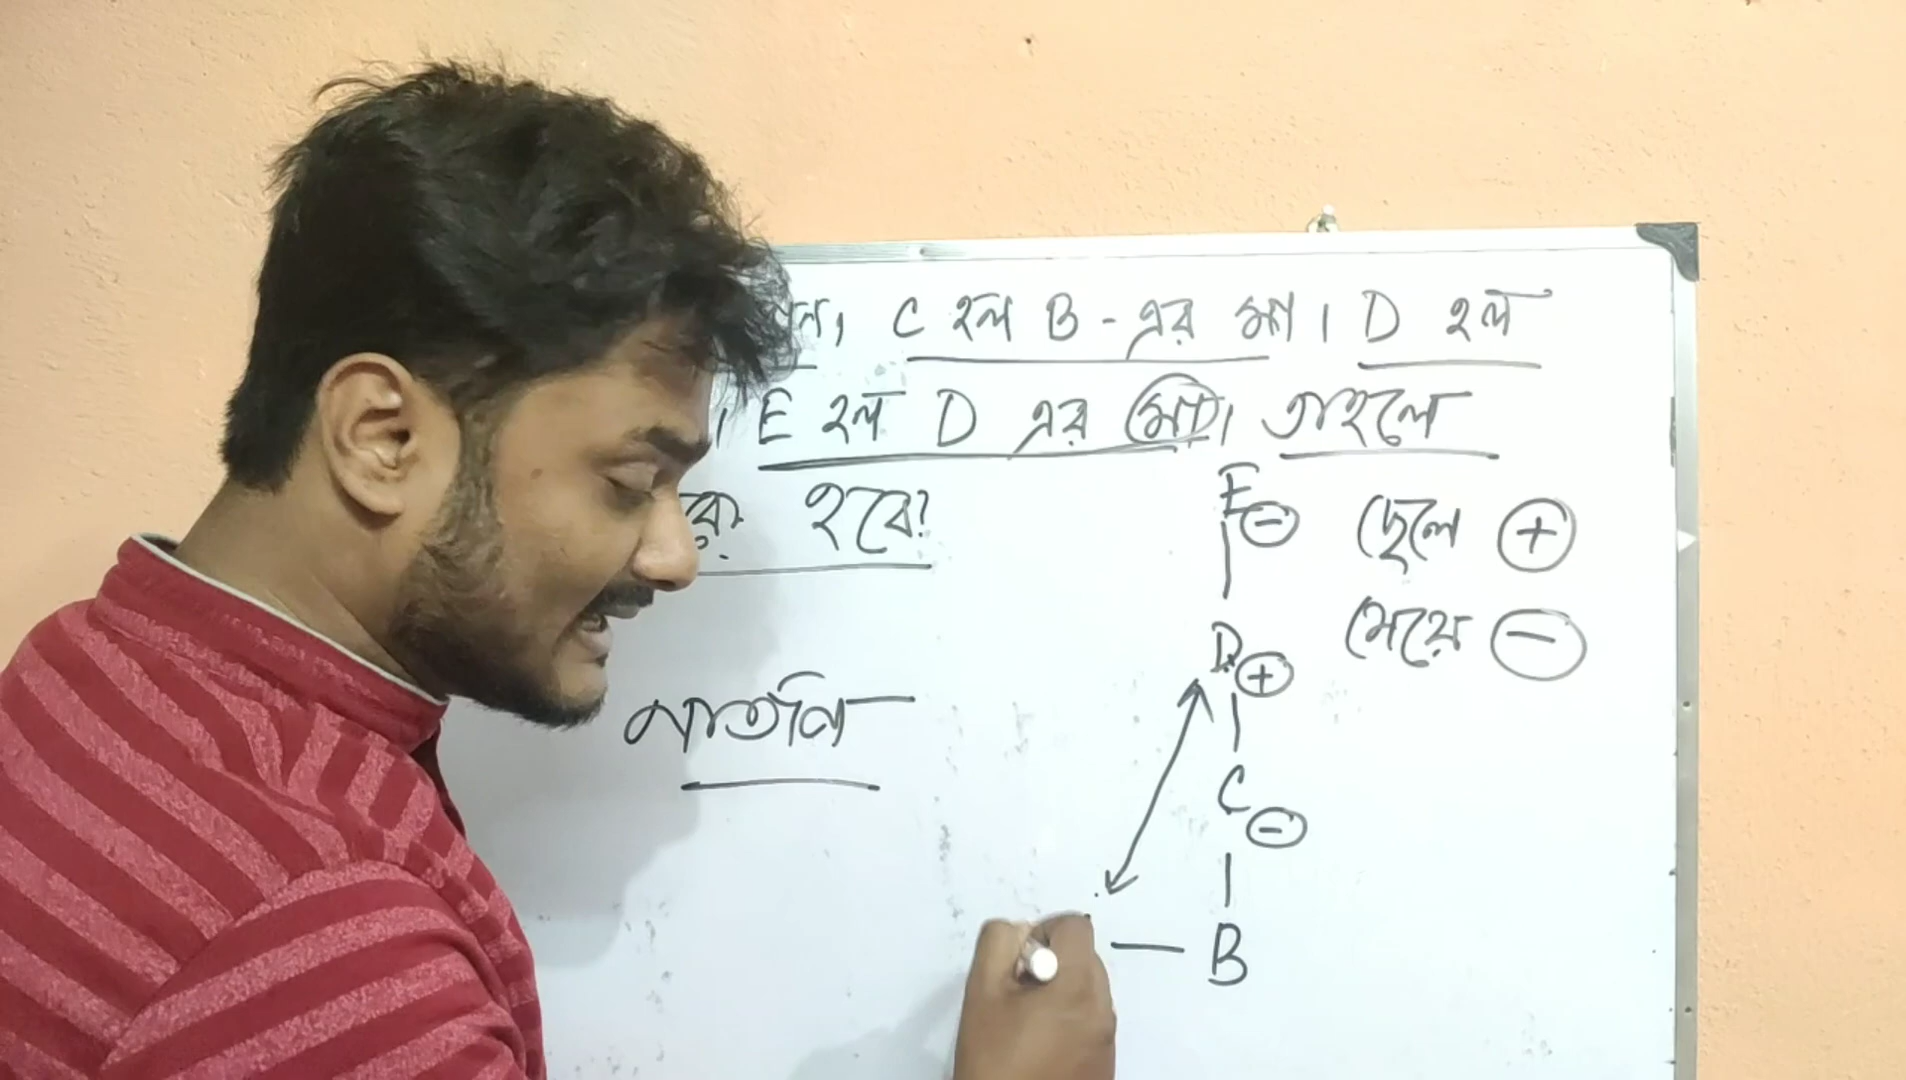 C হল B - এর মা । D হল
। E হল D এর মা । তাহলে
হবে?
E -
ছেলে +
D +
মেয়ে -
নাতনি
C -
— B